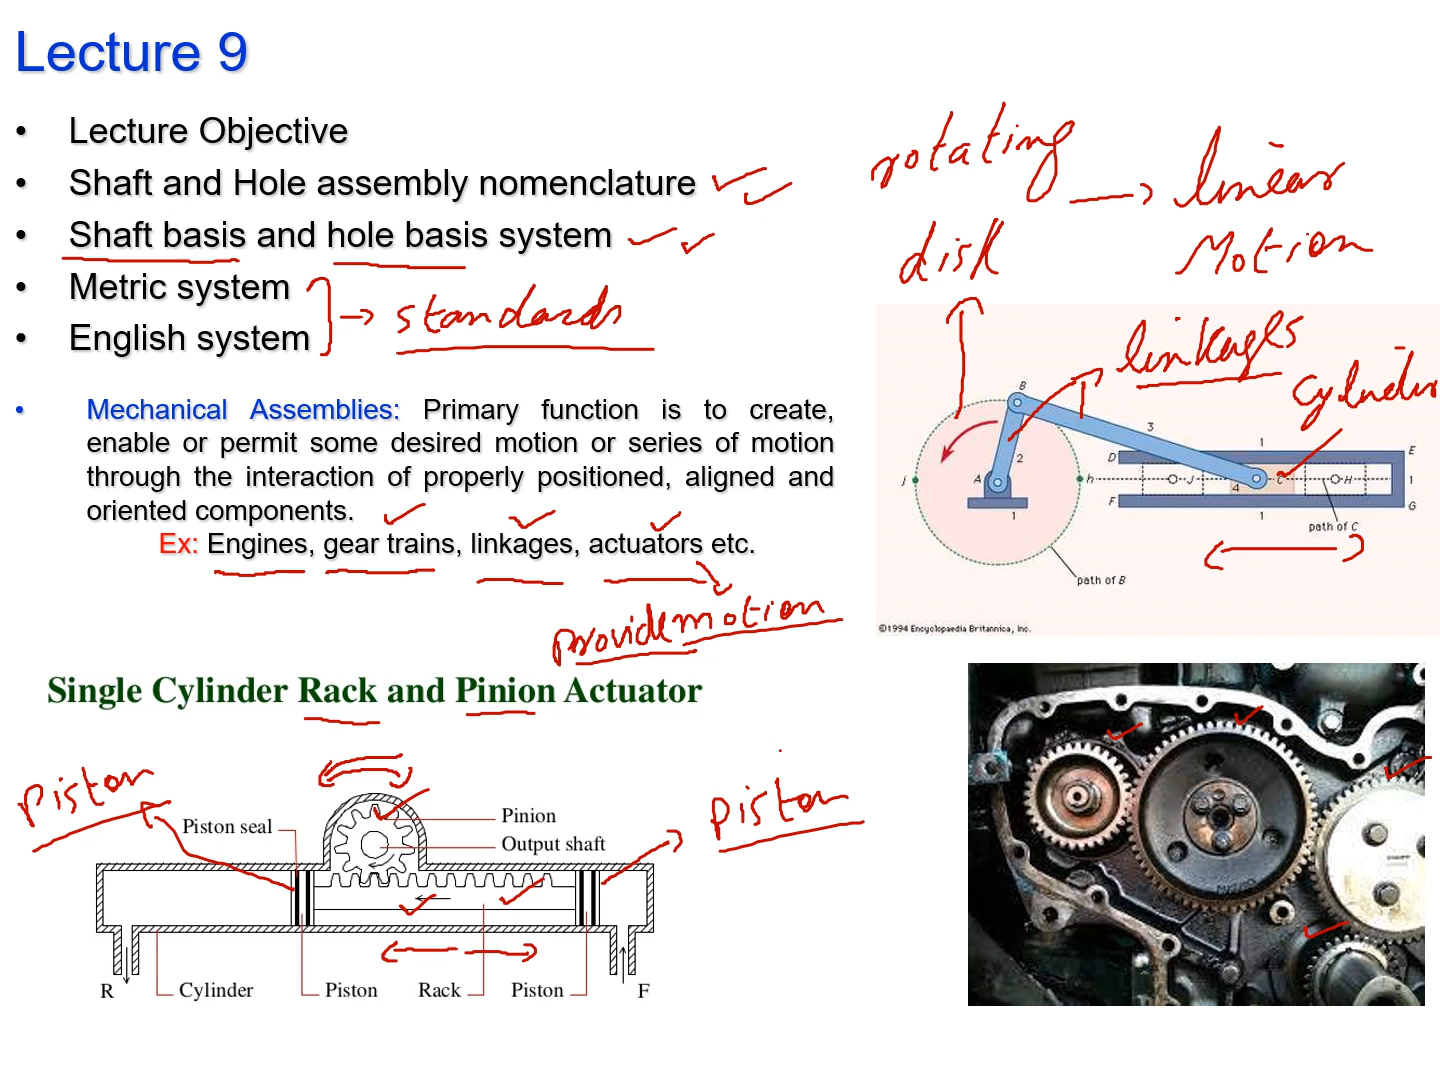 Lecture 9
• Lecture Objective
• Shaft and Hole assembly nomenclature
• Shaft basis and hole basis system
• Metric system
• English system
→ standards
• Mechanical Assemblies: Primary function is to create,
enable or permit some desired motion or series of motion
through the interaction of properly positioned, aligned and
oriented components.
Ex: Engines, gear trains, linkages, actuators etc.
provide motion
rotating → linear
disk Motion
linkages
cylinder
B
3
1
D
E
2
A
j
h
J
4
C
H
1
F
G
1
1
path of C
path of B
©1994 Encyclopaedia Britannica, Inc.
Single Cylinder Rack and Pinion Actuator
piston
piston
Piston seal
Pinion
Output shaft
R
Cylinder
Piston
Rack
Piston
F